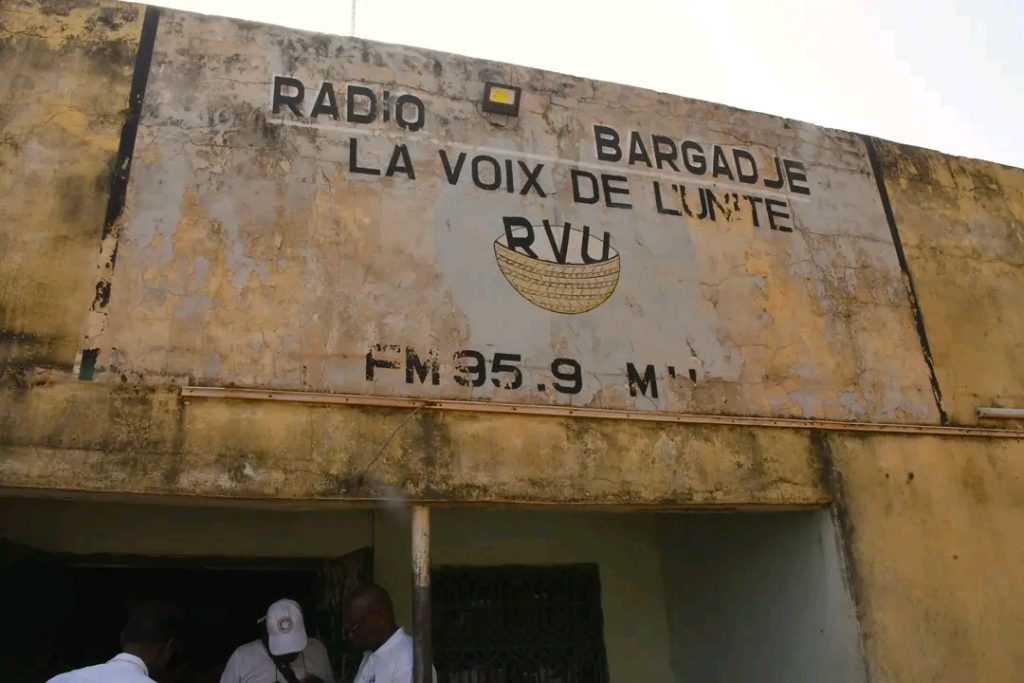 RADiO BARGADJE
LA VOIX DE L'UNITE
RVU
FM 95.9